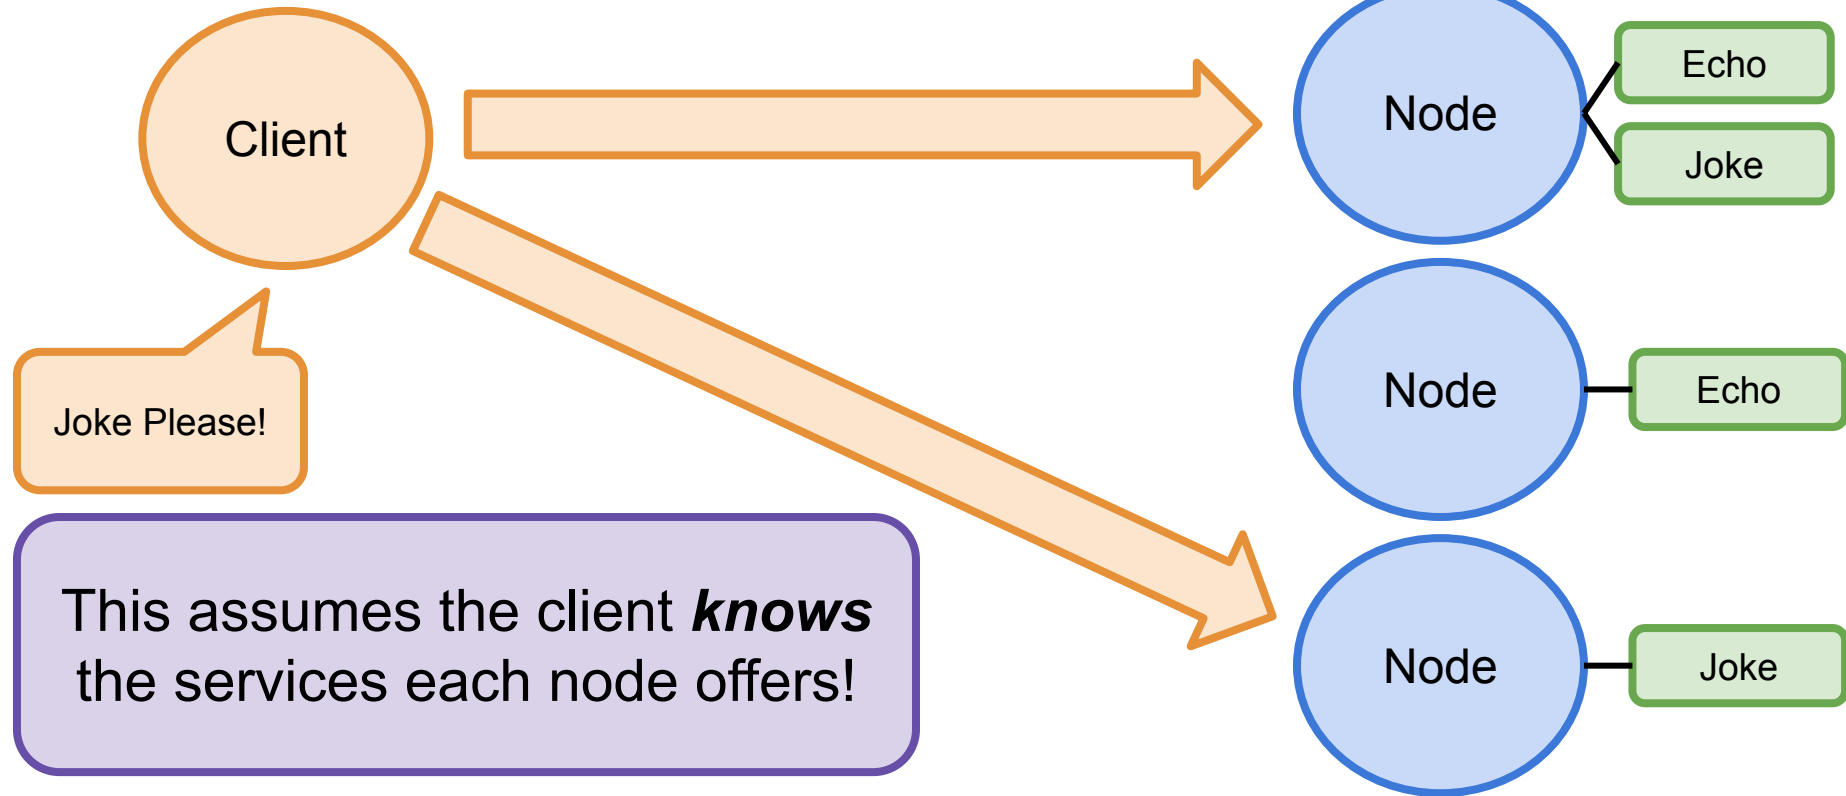 Client
Node
Echo
Joke
Node
Echo
Joke Please!
This assumes the client knows
the services each node offers!
Node
Joke